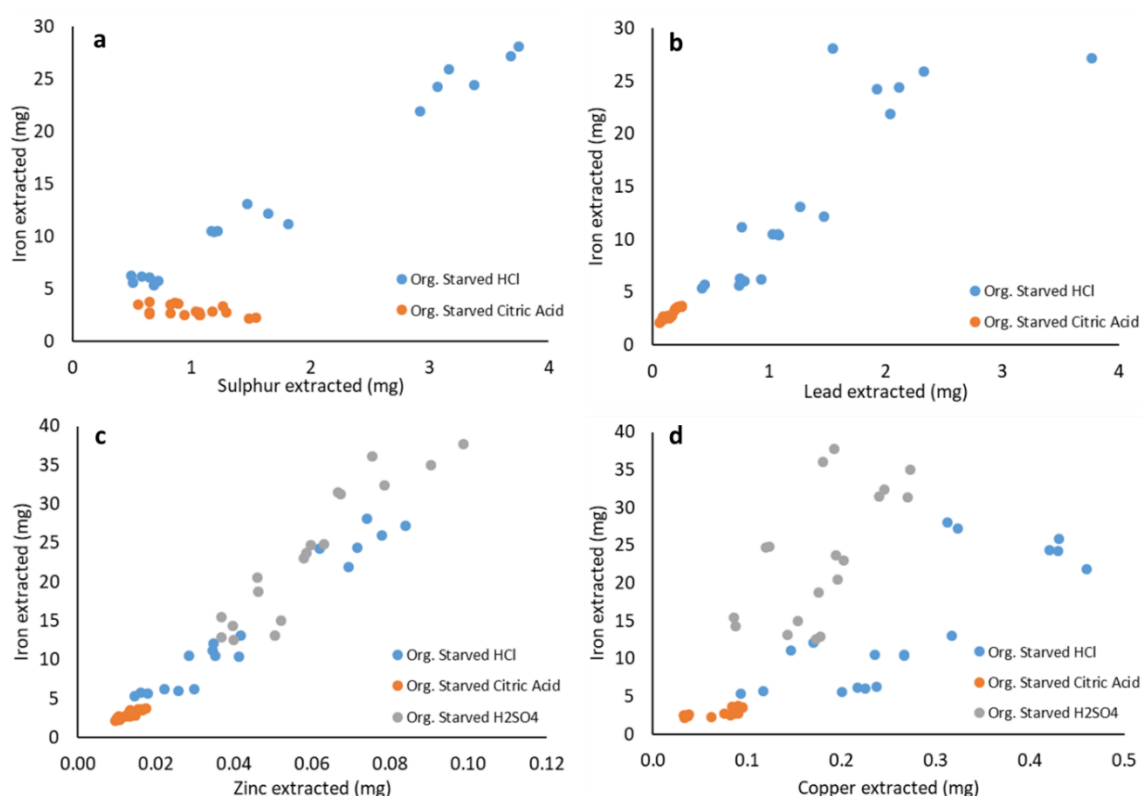 a
Iron extracted (mg)
30
25
20
15
10
5
0
0 1 2 3 4
Sulphur extracted (mg)
Org. Starved HCl
Org. Starved Citric Acid
b
Iron extracted (mg)
30
25
20
15
10
5
0
0 1 2 3 4
Lead extracted (mg)
Org. Starved HCl
Org. Starved Citric Acid
c
Iron extracted (mg)
40
35
30
25
20
15
10
5
0
0.00 0.02 0.04 0.06 0.08 0.10 0.12
Zinc extracted (mg)
Org. Starved HCl
Org. Starved Citric Acid
Org. Starved H2SO4
d
Iron extracted (mg)
40
35
30
25
20
15
10
5
0
0.0 0.1 0.2 0.3 0.4 0.5
Copper extracted (mg)
Org. Starved HCl
Org. Starved Citric Acid
Org. Starved H2SO4